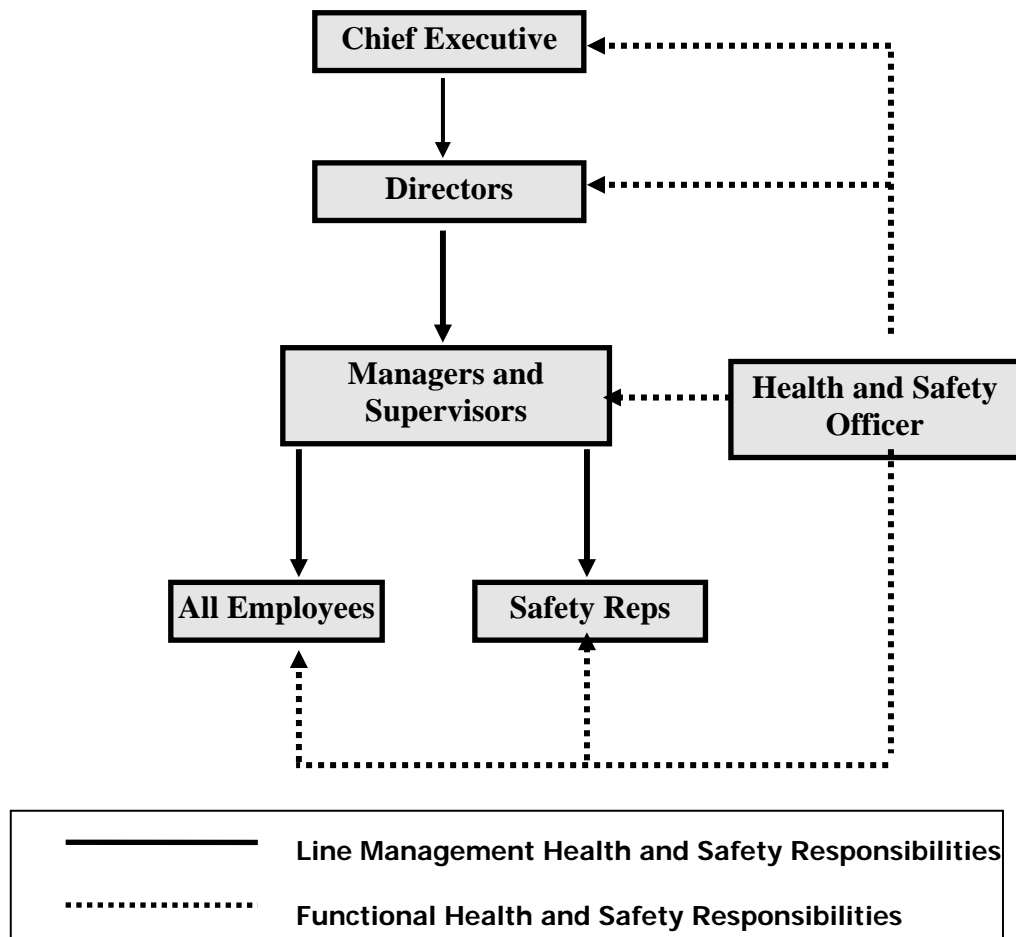 Chief Executive
Directors
Managers and
Supervisors
Health and Safety
Officer
All Employees
Safety Reps
Line Management Health and Safety Responsibilities
Functional Health and Safety Responsibilities